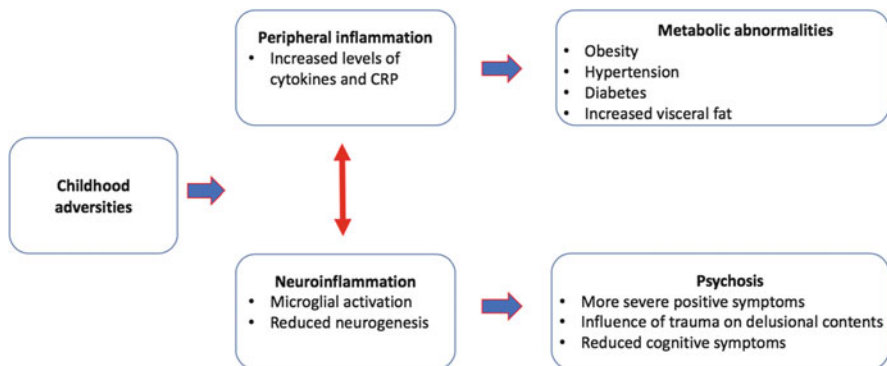 Peripheral inflammation
• Increased levels of
cytokines and CRP
Metabolic abnormalities
• Obesity
• Hypertension
• Diabetes
• Increased visceral fat
Childhood
adversities
Neuroinflammation
• Microglial activation
• Reduced neurogenesis
Psychosis
• More severe positive symptoms
• Influence of trauma on delusional contents
• Reduced cognitive symptoms